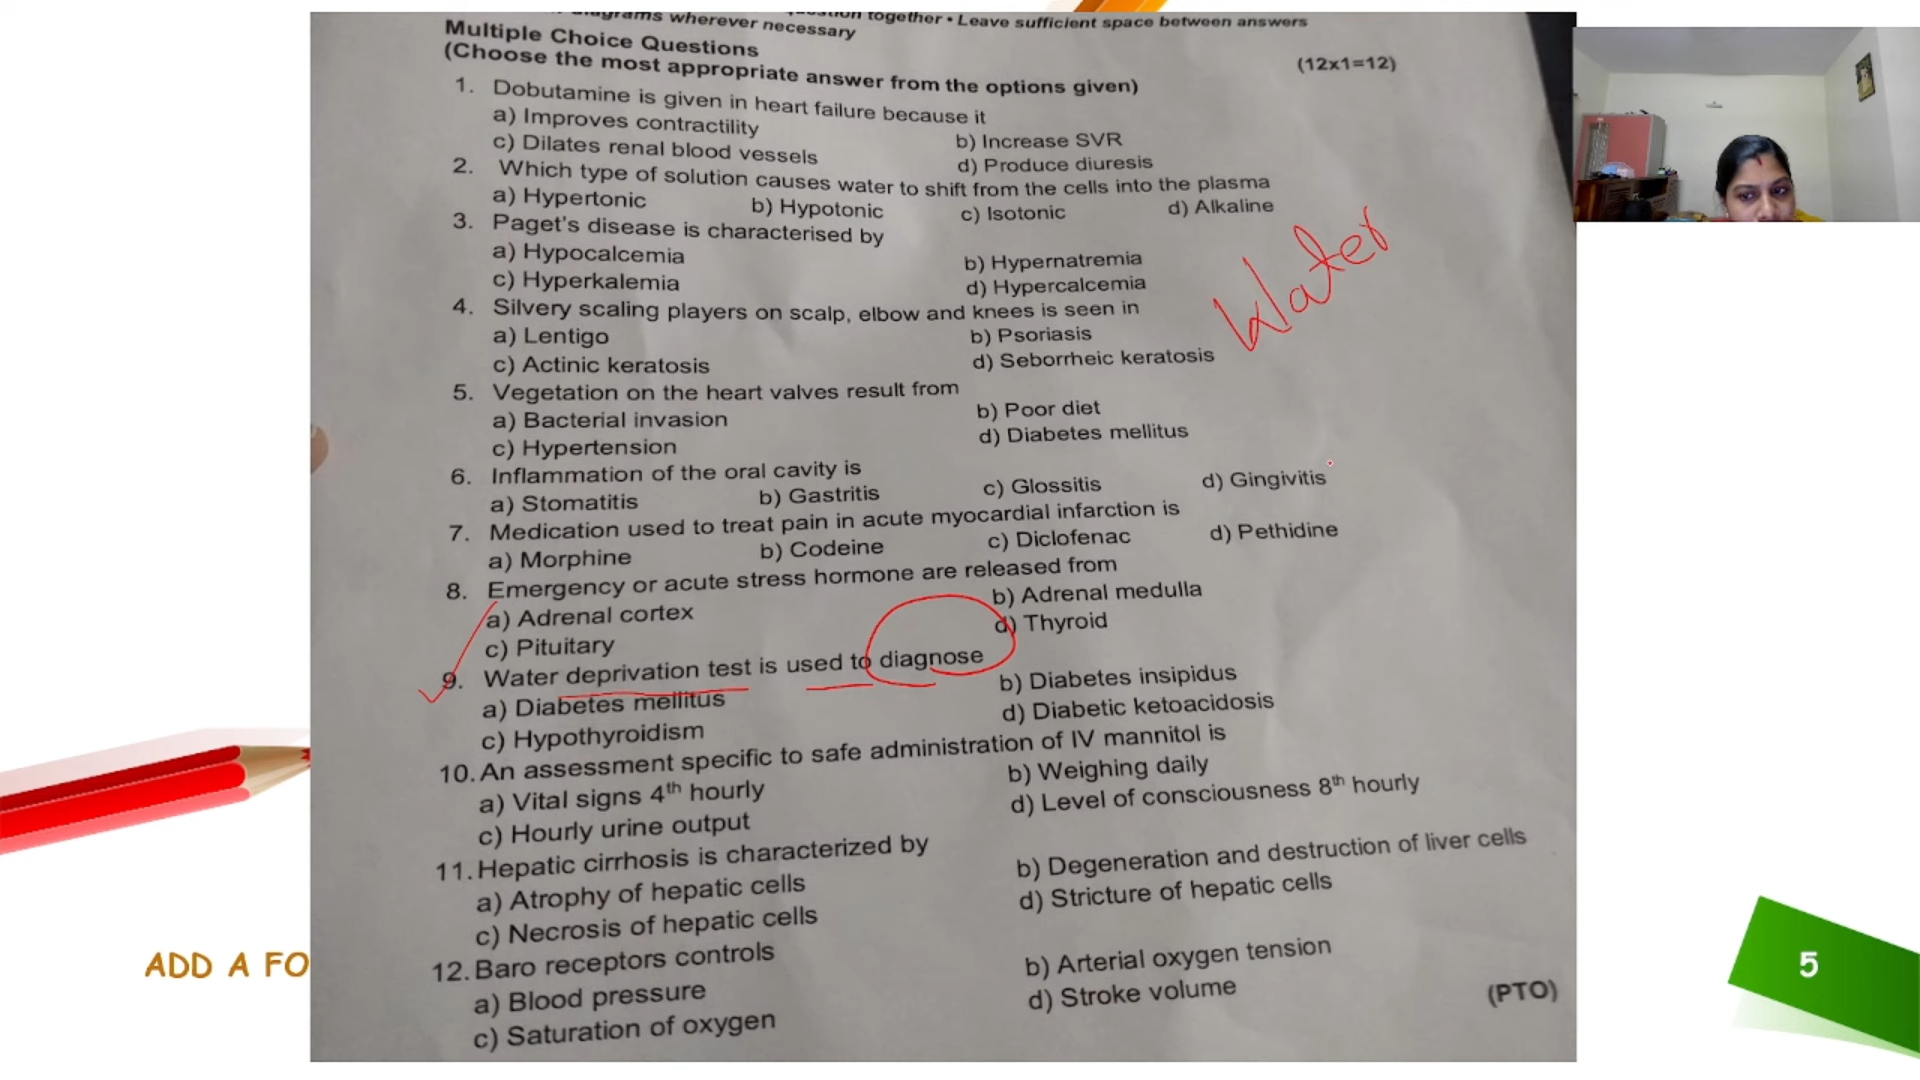 diagrams wherever necessary
question together • Leave sufficient space between answers
Multiple Choice Questions
(Choose the most appropriate answer from the options given)
(12x1=12)
1. Dobutamine is given in heart failure because it
a) Improves contractility
b) Increase SVR
c) Dilates renal blood vessels
d) Produce diuresis
2. Which type of solution causes water to shift from the cells into the plasma
a) Hypertonic b) Hypotonic c) Isotonic d) Alkaline
3. Paget's disease is characterised by
a) Hypocalcemia
b) Hypernatremia
c) Hyperkalemia
d) Hypercalcemia
Water
4. Silvery scaling players on scalp, elbow and knees is seen in
a) Lentigo
b) Psoriasis
c) Actinic keratosis
d) Seborrheic keratosis
5. Vegetation on the heart valves result from
a) Bacterial invasion
b) Poor diet
c) Hypertension
d) Diabetes mellitus
6. Inflammation of the oral cavity is
a) Stomatitis b) Gastritis c) Glossitis d) Gingivitis
7. Medication used to treat pain in acute myocardial infarction is
a) Morphine b) Codeine c) Diclofenac d) Pethidine
8. Emergency or acute stress hormone are released from
a) Adrenal cortex
b) Adrenal medulla
c) Pituitary
d) Thyroid
9. Water deprivation test is used to diagnose
a) Diabetes mellitus
b) Diabetes insipidus
c) Hypothyroidism
d) Diabetic ketoacidosis
10. An assessment specific to safe administration of IV mannitol is
a) Vital signs 4th hourly
b) Weighing daily
c) Hourly urine output
d) Level of consciousness 8th hourly
11. Hepatic cirrhosis is characterized by
a) Atrophy of hepatic cells
b) Degeneration and destruction of liver cells
c) Necrosis of hepatic cells
d) Stricture of hepatic cells
12. Baro receptors controls
a) Blood pressure
b) Arterial oxygen tension
c) Saturation of oxygen
d) Stroke volume
(PTO)
ADD A FO
5